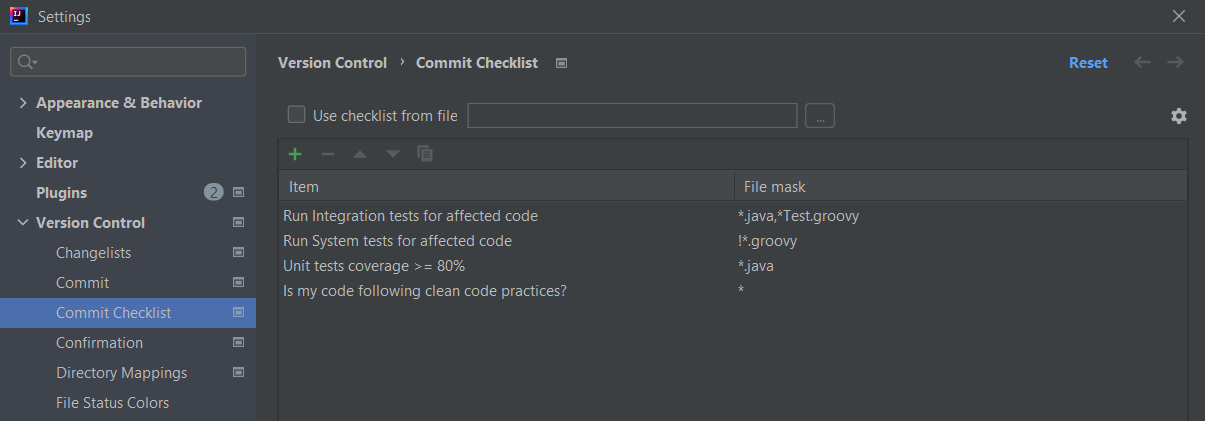 Settings
Version Control › Commit Checklist
Reset
Appearance & Behavior
Keymap
Editor
Plugins 2
Version Control
Changelists
Commit
Commit Checklist
Confirmation
Directory Mappings
File Status Colors
Use checklist from file
...
Item File mask
Run Integration tests for affected code *.java,*Test.groovy
Run System tests for affected code !*.groovy
Unit tests coverage >= 80% *.java
Is my code following clean code practices? *